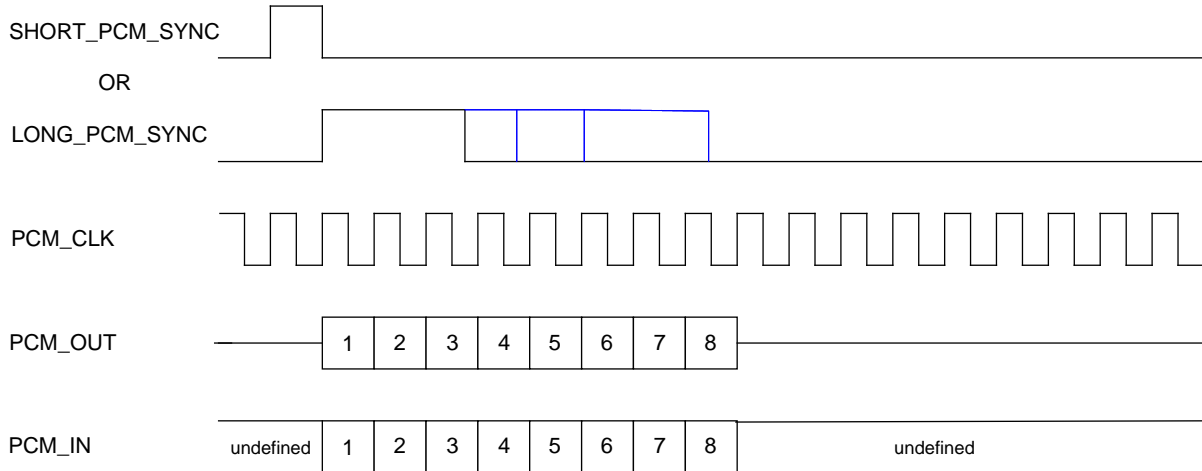 SHORT_PCM_SYNC
OR
LONG_PCM_SYNC
PCM_CLK
PCM_OUT
1 2 3 4 5 6 7 8
PCM_IN
undefined 1 2 3 4 5 6 7 8 undefined